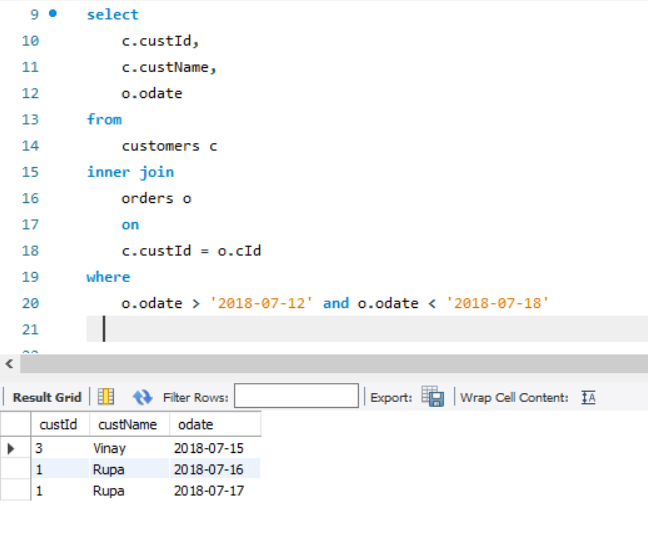 9 select
10 c.custId,
11 c.custName,
12 o.odate
13 from
14 customers c
15 inner join
16 orders o
17 on
18 c.custId = o.cId
19 where
20 o.odate > '2018-07-12' and o.odate < '2018-07-18'
21
Result Grid Filter Rows: Export: Wrap Cell Content:
custId custName odate
3 Vinay 2018-07-15
1 Rupa 2018-07-16
1 Rupa 2018-07-17